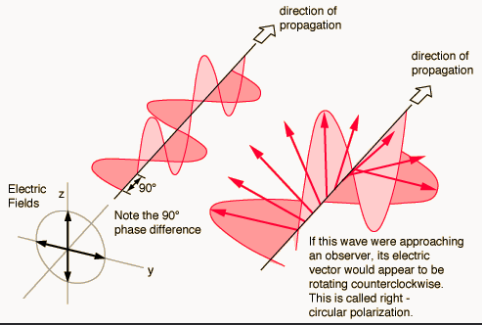 direction of
propagation
direction of
propagation
90°
Electric
Fields
z
Note the 90°
phase difference
y
If this wave were approaching
an observer, its electric
vector would appear to be
rotating counterclockwise.
This is called right -
circular polarization.